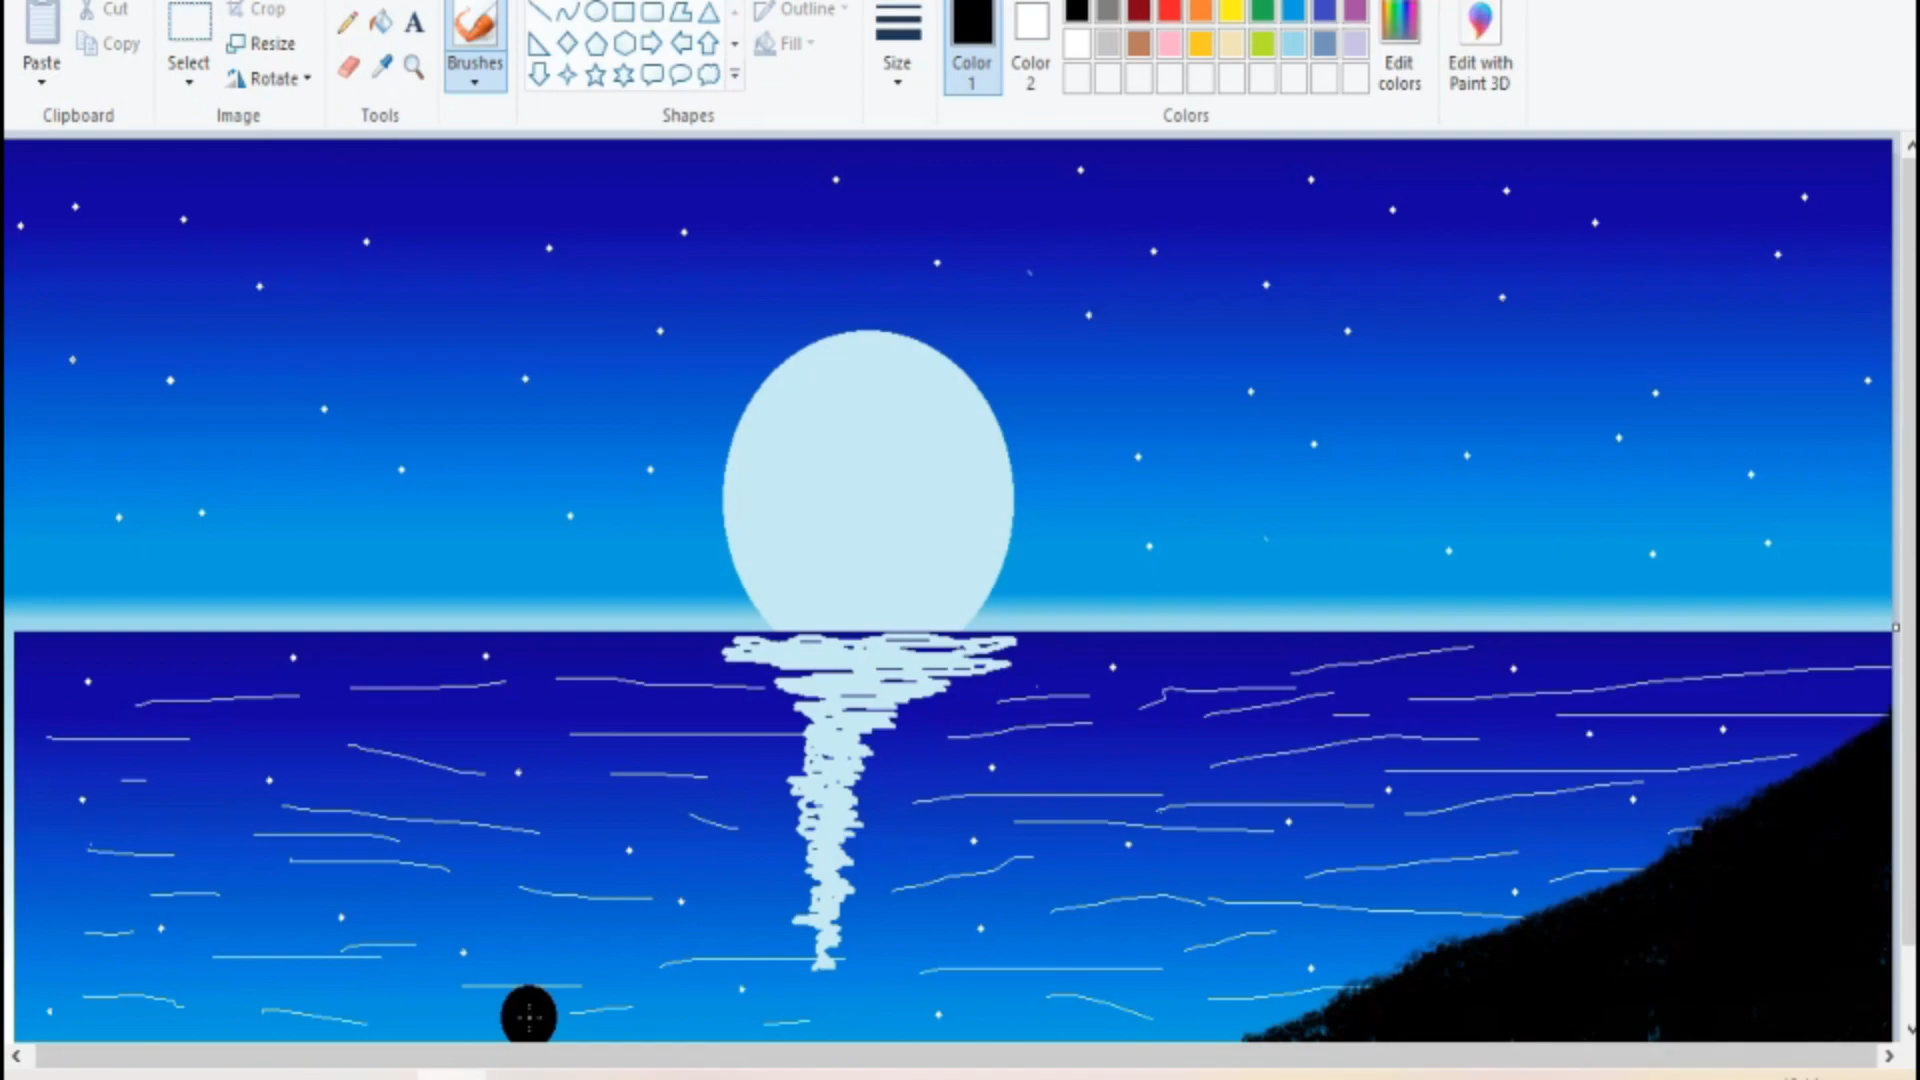 Cut
Crop
Outline
Copy
Resize
Fill
Paste
Select
Rotate
A
Brushes
Size
Color
1
Color
2
Edit
colors
Edit with
Paint 3D
Clipboard
Image
Tools
Shapes
Colors